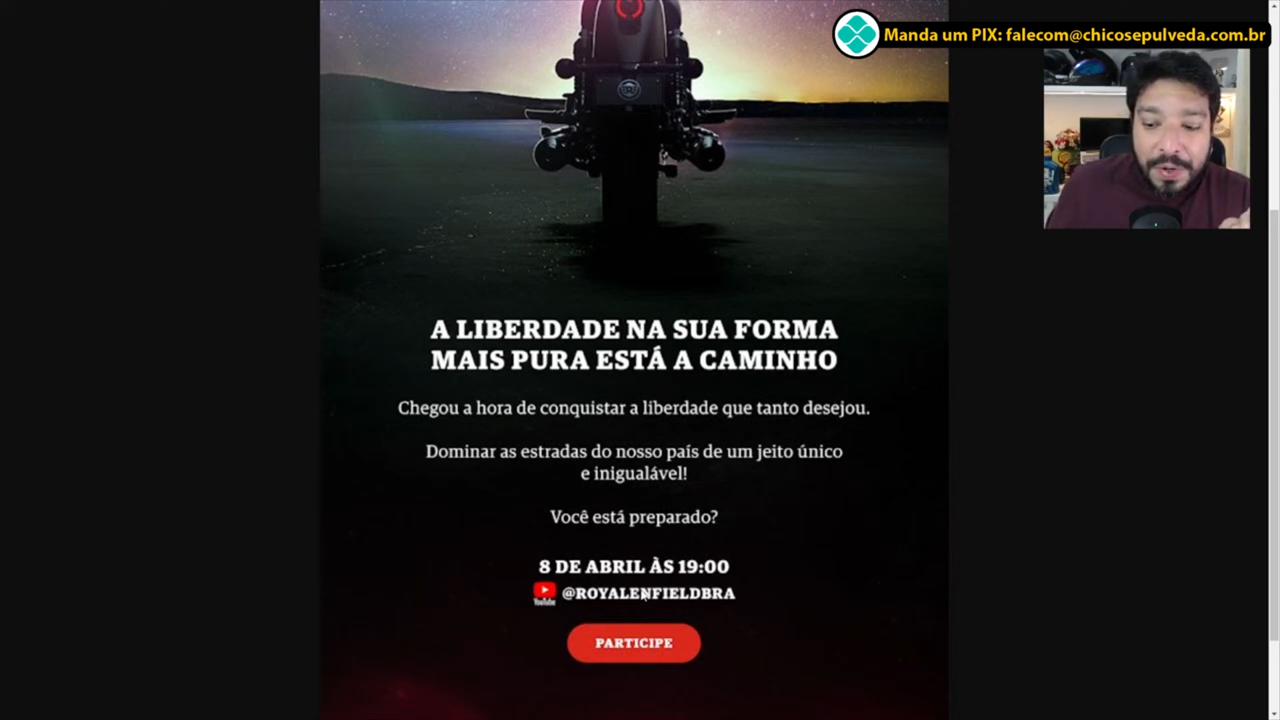 Manda um PIX: falecom@chicosepulveda.com.br
A LIBERDADE NA SUA FORMA
MAIS PURA ESTÁ A CAMINHO
Chegou a hora de conquistar a liberdade que tanto desejou.
Dominar as estradas do nosso país de um jeito único
e inigualável!
Você está preparado?
8 DE ABRIL ÀS 19:00
YouTube @ROYALENFIELDBRA
PARTICIPE